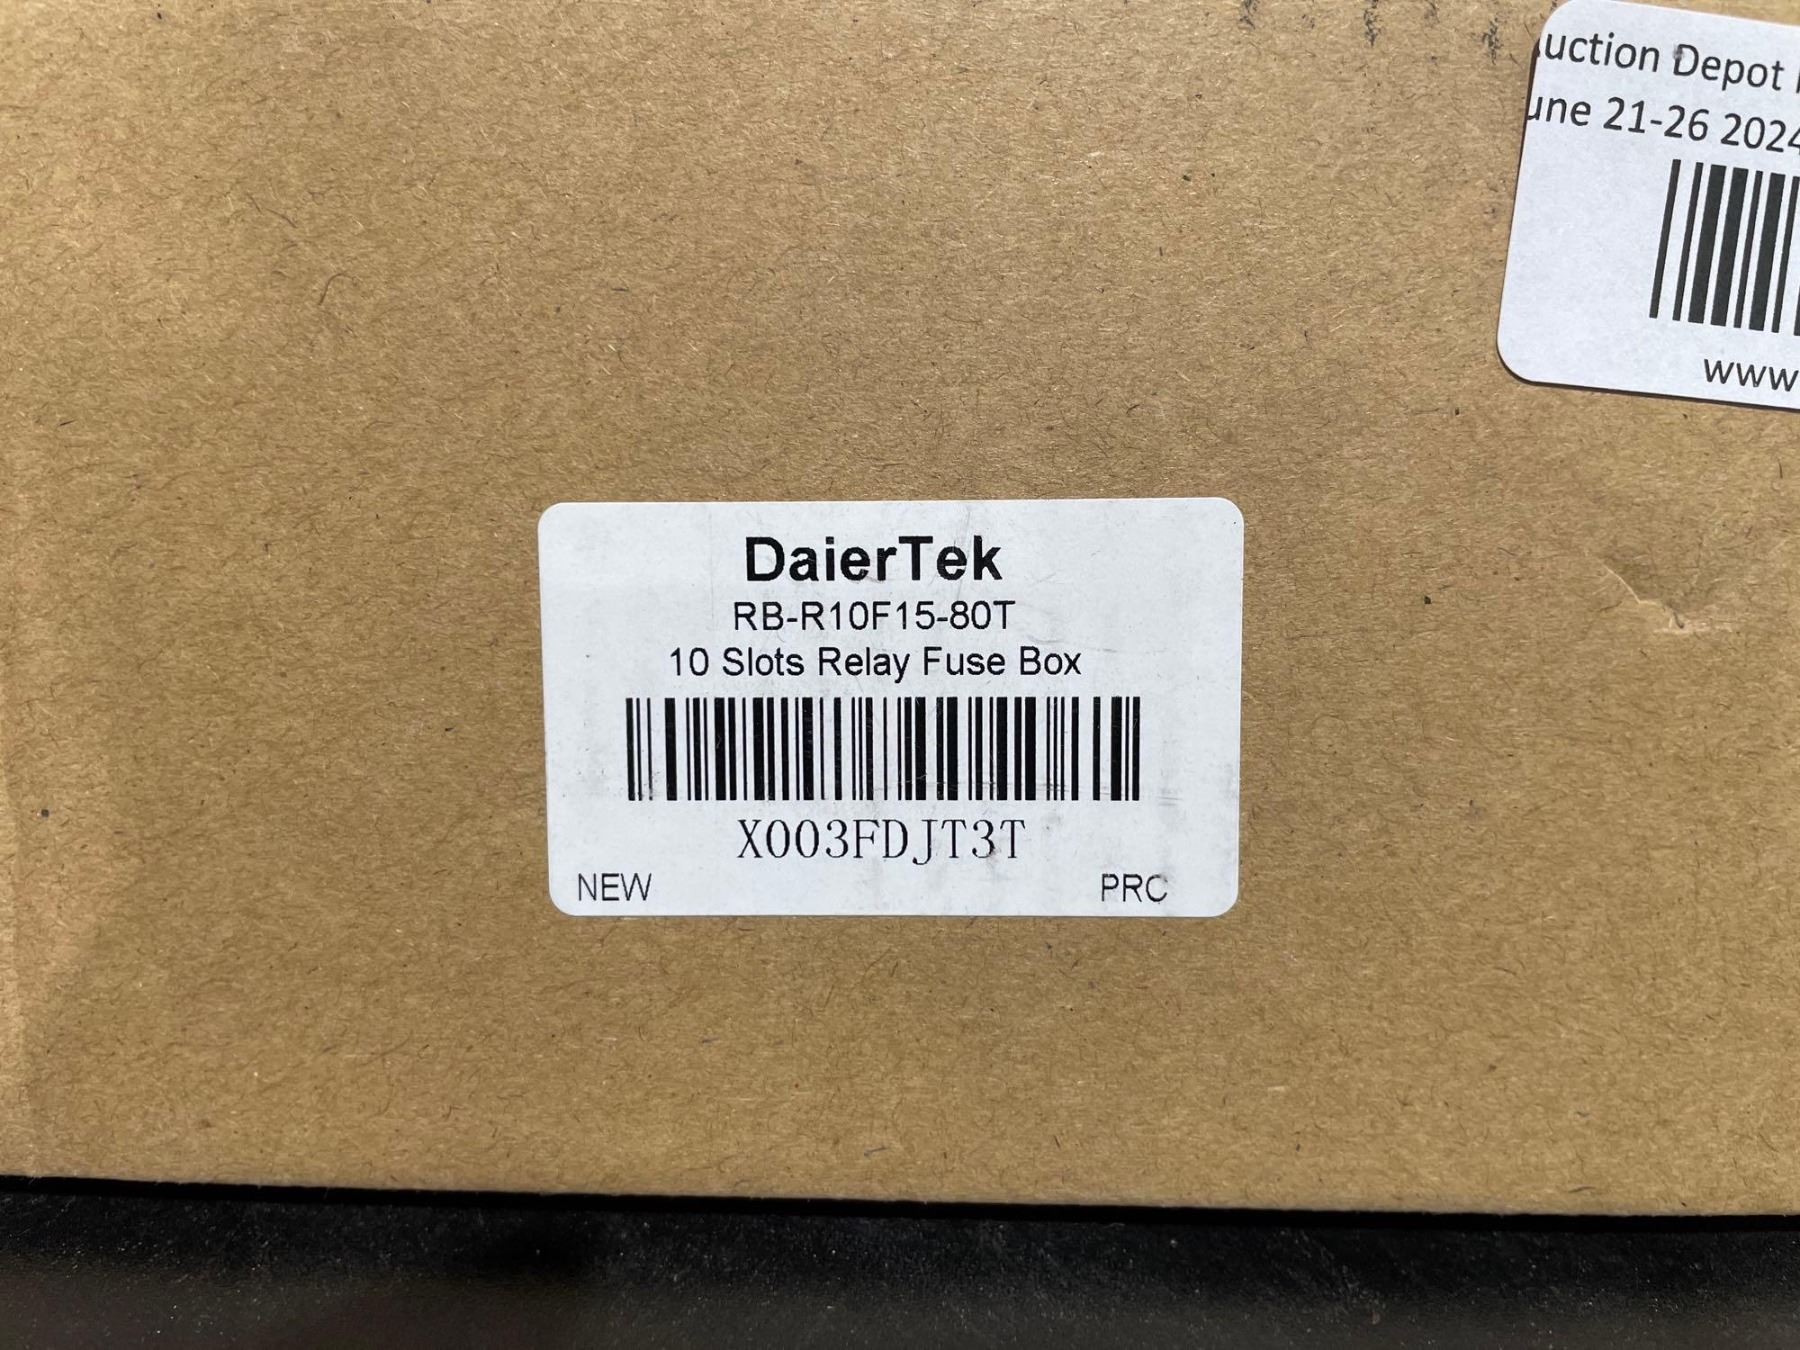 uction Depot
une 21-26 2024
www
DaierTek
RB-R10F15-80T
10 Slots Relay Fuse Box
X003FDJT3T
NEW
PRC